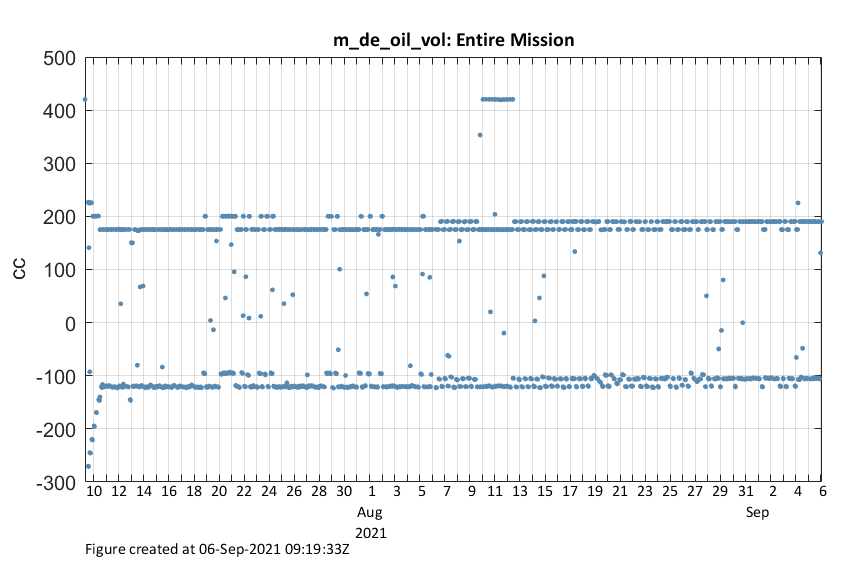 m_de_oil_vol: Entire Mission
500
400
300
200
100
0
-100
-200
-300
CC
10 12 14 16 18 20 22 24 26 28 30 1 3 5 7 9 11 13 15 17 19 21 23 25 27 29 31 2 4 6
Aug Sep
2021
Figure created at 06-Sep-2021 09:19:33Z